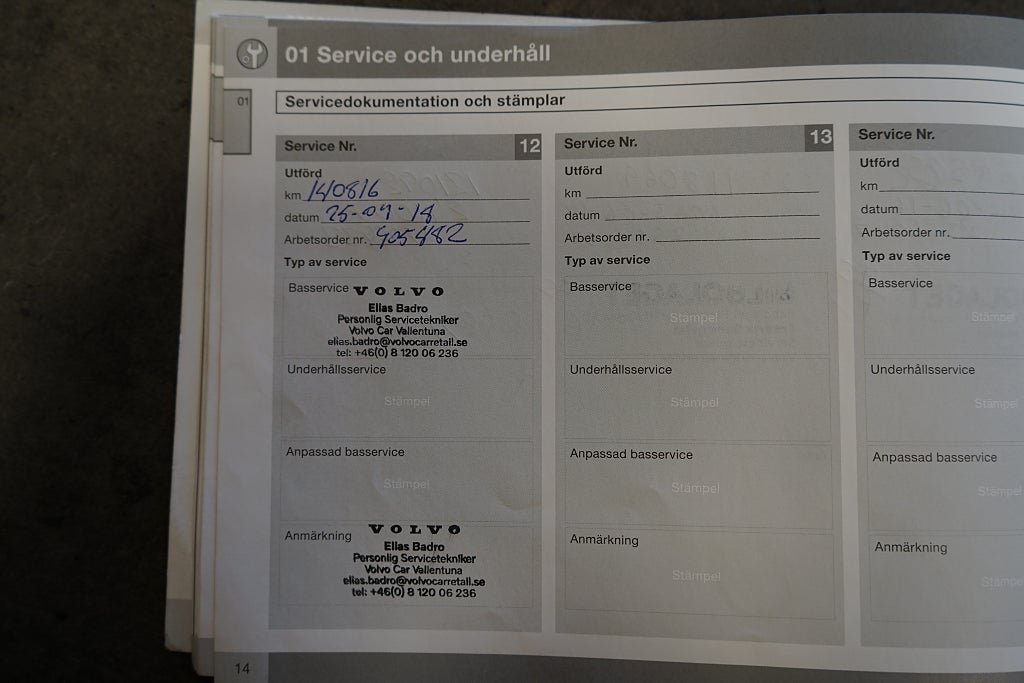 01 Service och underhåll
01
Servicedokumentation och stämplar
Service Nr. 12
Utförd
km 140816
datum 25-04-18
Arbetsorder nr. 905482
Typ av service
Basservice VOLVO
Elias Badro
Personlig Servicetekniker
Volvo Car Vallentuna
elias.badro@volvocarretail.se
tel: +46(0) 8 120 06 236
Underhållsservice
Stämpel
Anpassad basservice
Stämpel
Anmärkning VOLVO
Elias Badro
Personlig Servicetekniker
Volvo Car Vallentuna
elias.badro@volvocarretail.se
tel: +46(0) 8 120 06 236
Service Nr. 13
Utförd
km
datum
Arbetsorder nr.
Typ av service
Basservice
Stämpel
Underhållsservice
Stämpel
Anpassad basservice
Stämpel
Anmärkning
Stämpel
Service Nr.
Utförd
km
datum
Arbetsorder nr.
Typ av service
Basservice
Stämpel
Underhållsservice
Stämpel
Anpassad basservice
Stämpel
Anmärkning
Stämpel
14